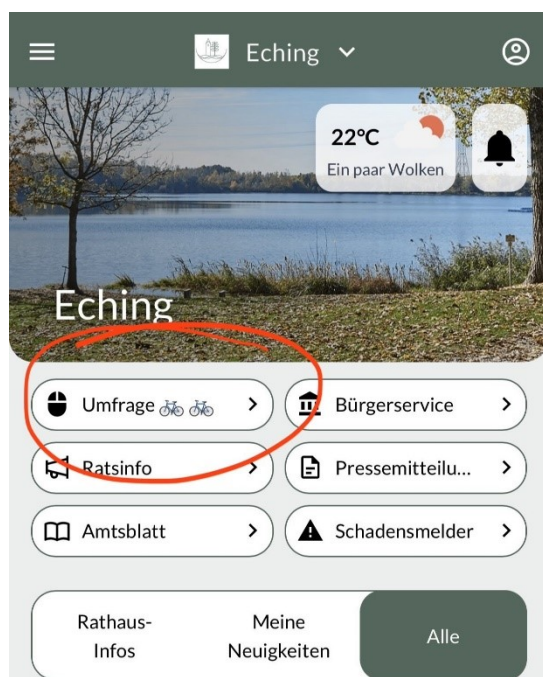 Eching
22°C
Ein paar Wolken
Eching
Umfrage 🚲 🚲
Bürgerservice
Ratsinfo
Pressemitteilu...
Amtsblatt
Schadensmelder
Rathaus-
Infos
Meine
Neuigkeiten
Alle